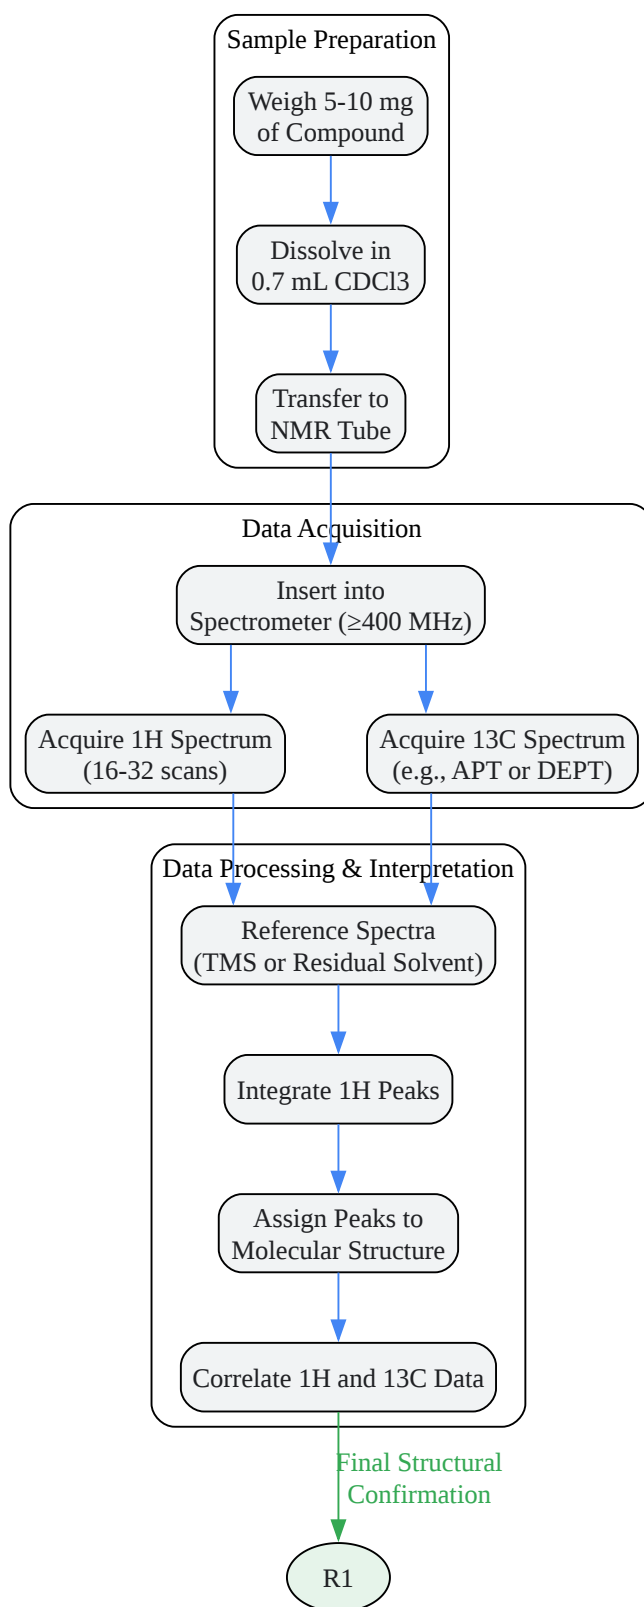 Sample Preparation
Weigh 5-10 mg
of Compound
Dissolve in
0.7 mL CDCl3
Transfer to
NMR Tube
Data Acquisition
Insert into
Spectrometer (≥400 MHz)
Acquire 1H Spectrum
(16-32 scans)
Acquire 13C Spectrum
(e.g., APT or DEPT)
Data Processing & Interpretation
Reference Spectra
(TMS or Residual Solvent)
Integrate 1H Peaks
Assign Peaks to
Molecular Structure
Correlate 1H and 13C Data
Final Structural
Confirmation
R1